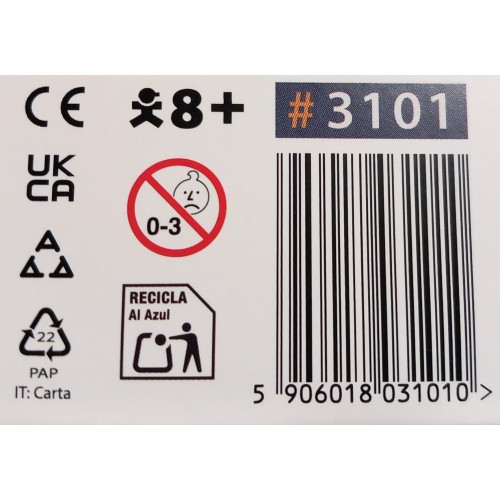 CE
8+
# 3101
UK
CA
0-3
RECICLA
Al Azul
22
PAP
IT: Carta
5 906018 031010 >